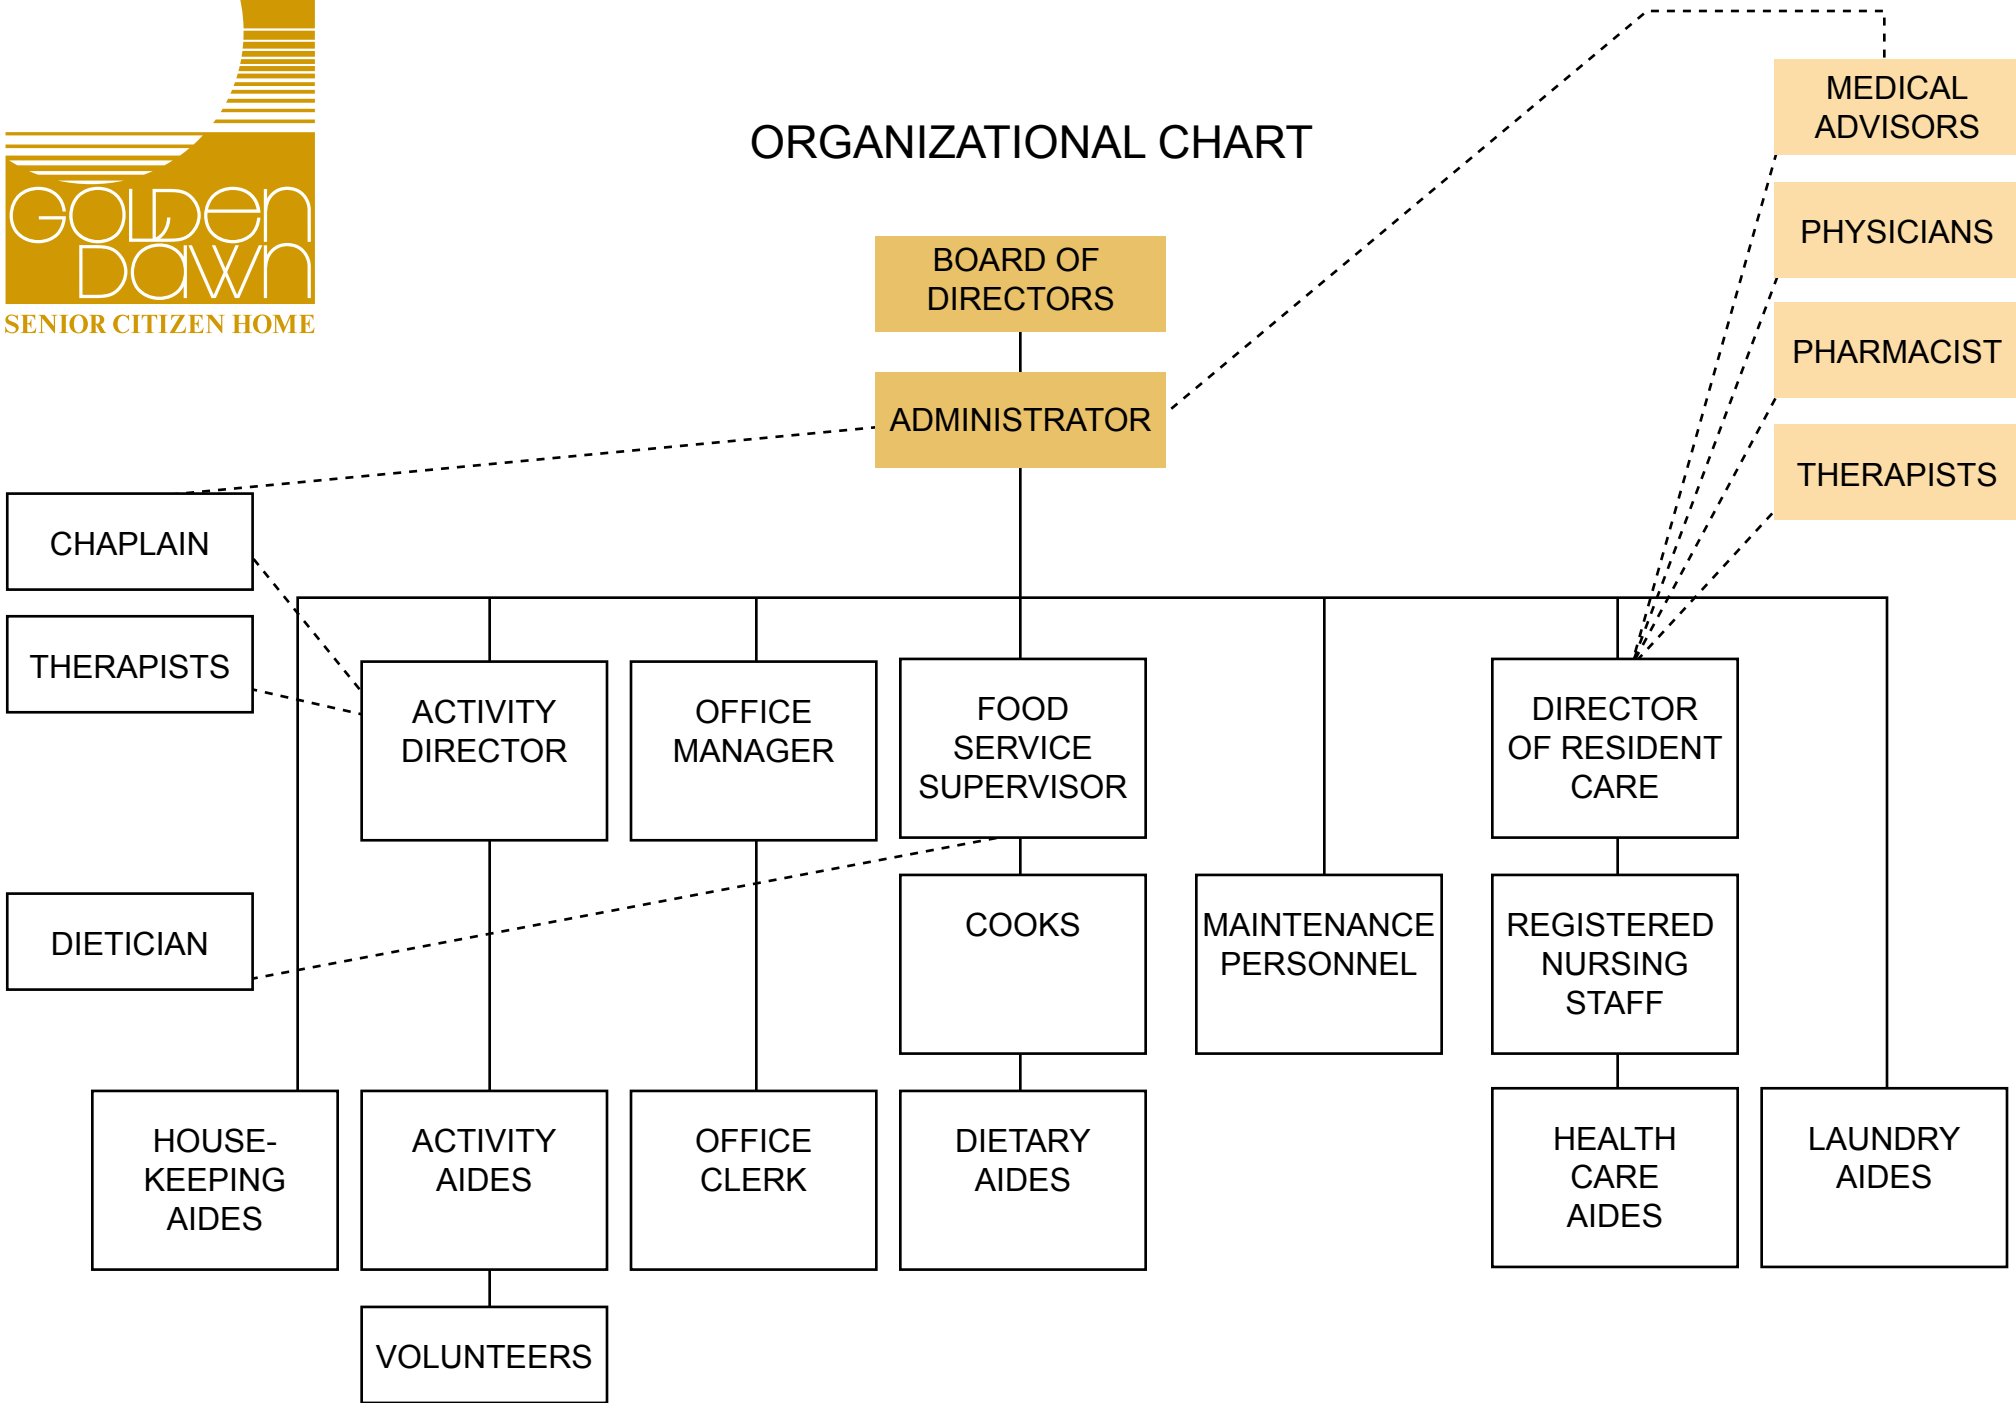 GOLDEN
DAWN
SENIOR CITIZEN HOME
ORGANIZATIONAL CHART
MEDICAL
ADVISORS
PHYSICIANS
PHARMACIST
THERAPISTS
BOARD OF
DIRECTORS
ADMINISTRATOR
CHAPLAIN
THERAPISTS
DIETICIAN
ACTIVITY
DIRECTOR
OFFICE
MANAGER
FOOD
SERVICE
SUPERVISOR
DIRECTOR
OF RESIDENT
CARE
COOKS
MAINTENANCE
PERSONNEL
REGISTERED
NURSING
STAFF
HOUSE-
KEEPING
AIDES
ACTIVITY
AIDES
OFFICE
CLERK
DIETARY
AIDES
HEALTH
CARE
AIDES
LAUNDRY
AIDES
VOLUNTEERS